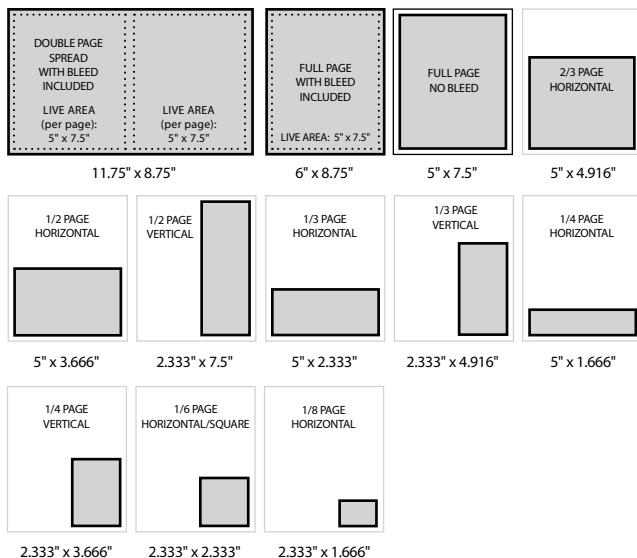 DOUBLE PAGE
SPREAD
WITH BLEED
INCLUDED
LIVE AREA
(per page):
5" x 7.5"
LIVE AREA
(per page):
5" x 7.5"
11.75" x 8.75"
FULL PAGE
WITH BLEED
INCLUDED
LIVE AREA: 5" x 7.5"
6" x 8.75"
FULL PAGE
NO BLEED
5" x 7.5"
2/3 PAGE
HORIZONTAL
5" x 4.916"
1/2 PAGE
HORIZONTAL
5" x 3.666"
1/2 PAGE
VERTICAL
2.333" x 7.5"
1/3 PAGE
HORIZONTAL
5" x 2.333"
1/3 PAGE
VERTICAL
2.333" x 4.916"
1/4 PAGE
HORIZONTAL
5" x 1.666"
1/4 PAGE
VERTICAL
2.333" x 3.666"
1/6 PAGE
HORIZONTAL/SQUARE
2.333" x 2.333"
1/8 PAGE
HORIZONTAL
2.333" x 1.666"